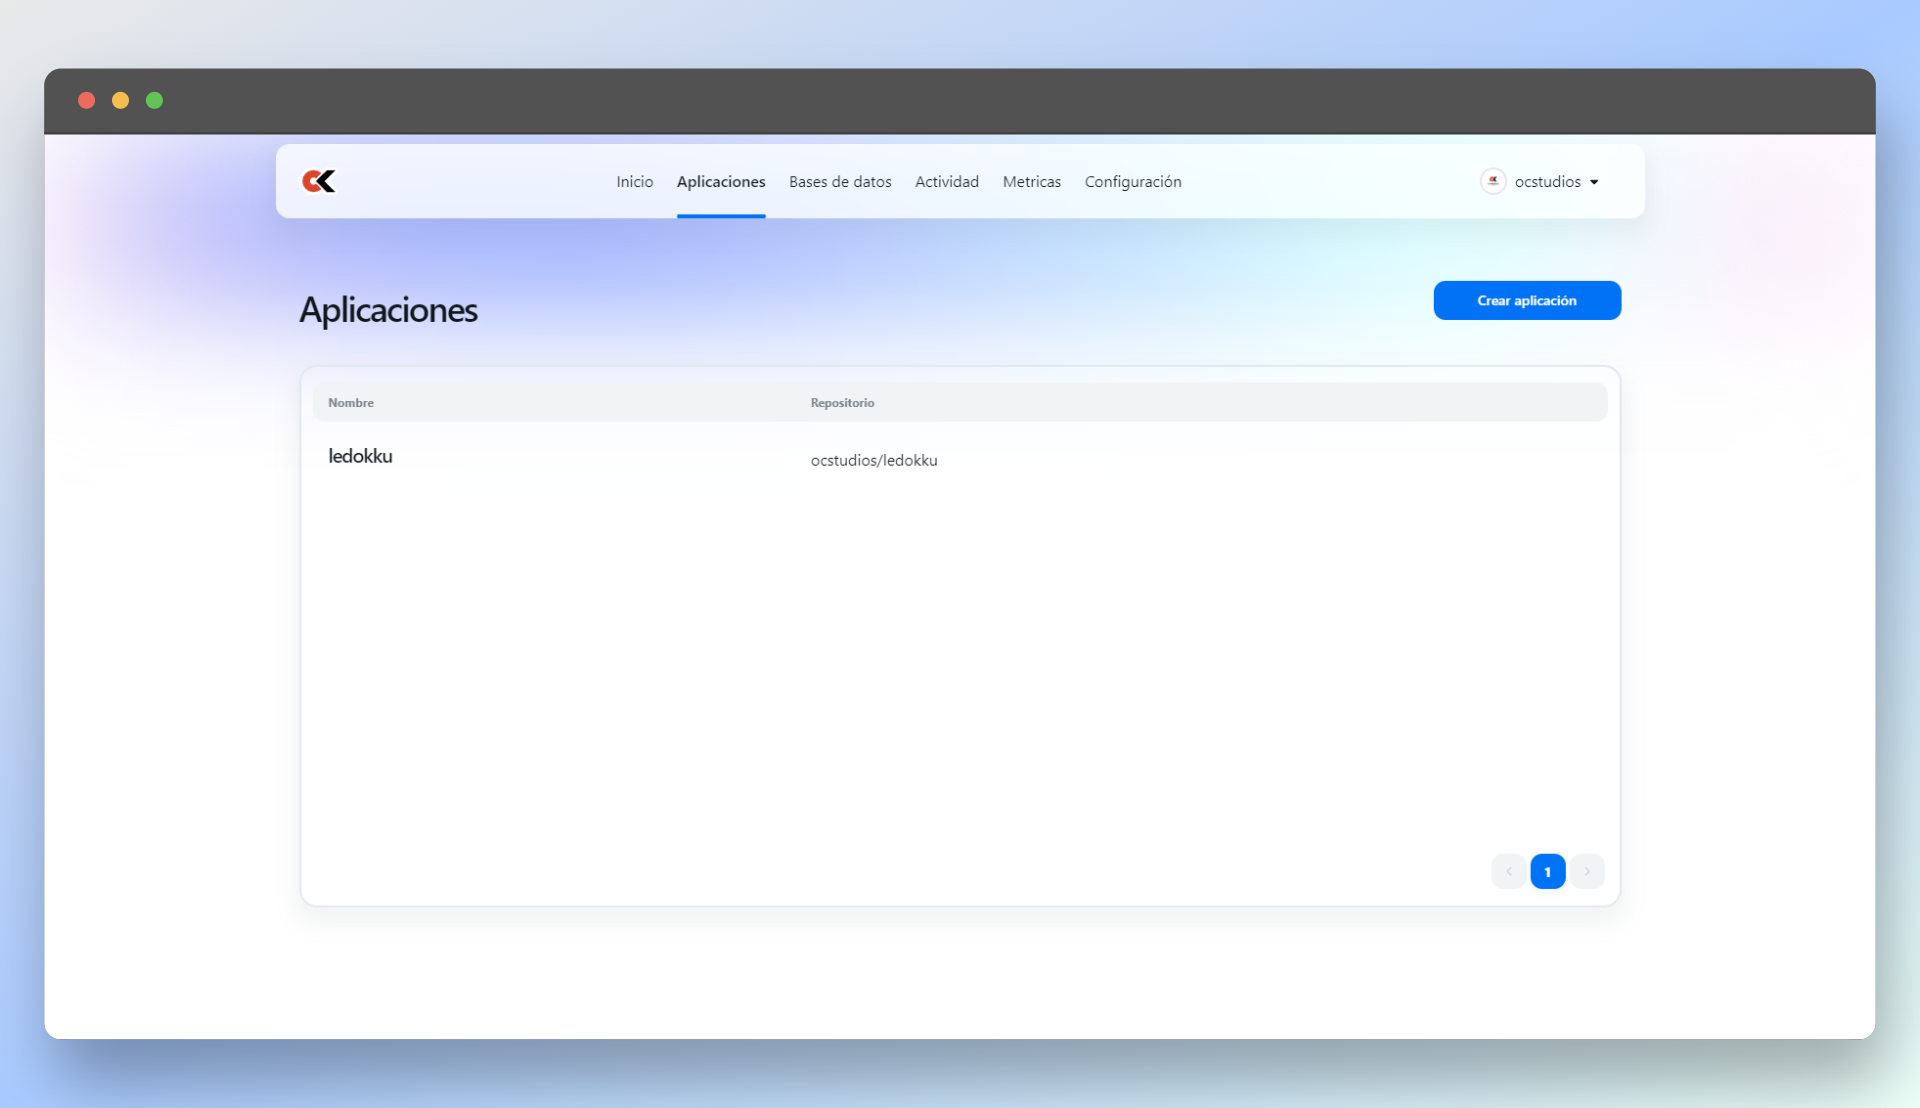 Inicio Aplicaciones Bases de datos Actividad Metricas Configuración ocstudios
Aplicaciones
Crear aplicación
Nombre Repositorio
ledokku ocstudios/ledokku
1